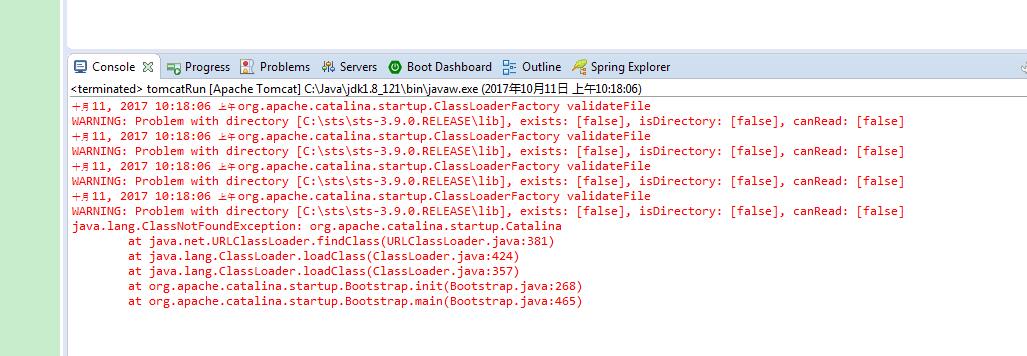 Console Progress Problems Servers Boot Dashboard Outline Spring Explorer
<terminated> tomcatRun [Apache Tomcat] C:\Java\jdk1.8_121\bin\javaw.exe (2017年10月11日 上午10:18:06)
十月 11, 2017 10:18:06 上午 org.apache.catalina.startup.ClassLoaderFactory validateFile
WARNING: Problem with directory [C:\sts\sts-3.9.0.RELEASE\lib], exists: [false], isDirectory: [false], canRead: [false]
十月 11, 2017 10:18:06 上午 org.apache.catalina.startup.ClassLoaderFactory validateFile
WARNING: Problem with directory [C:\sts\sts-3.9.0.RELEASE\lib], exists: [false], isDirectory: [false], canRead: [false]
十月 11, 2017 10:18:06 上午 org.apache.catalina.startup.ClassLoaderFactory validateFile
WARNING: Problem with directory [C:\sts\sts-3.9.0.RELEASE\lib], exists: [false], isDirectory: [false], canRead: [false]
十月 11, 2017 10:18:06 上午 org.apache.catalina.startup.ClassLoaderFactory validateFile
WARNING: Problem with directory [C:\sts\sts-3.9.0.RELEASE\lib], exists: [false], isDirectory: [false], canRead: [false]
java.lang.ClassNotFoundException: org.apache.catalina.startup.Catalina
at java.net.URLClassLoader.findClass(URLClassLoader.java:381)
at java.lang.ClassLoader.loadClass(ClassLoader.java:424)
at java.lang.ClassLoader.loadClass(ClassLoader.java:357)
at org.apache.catalina.startup.Bootstrap.init(Bootstrap.java:268)
at org.apache.catalina.startup.Bootstrap.main(Bootstrap.java:465)